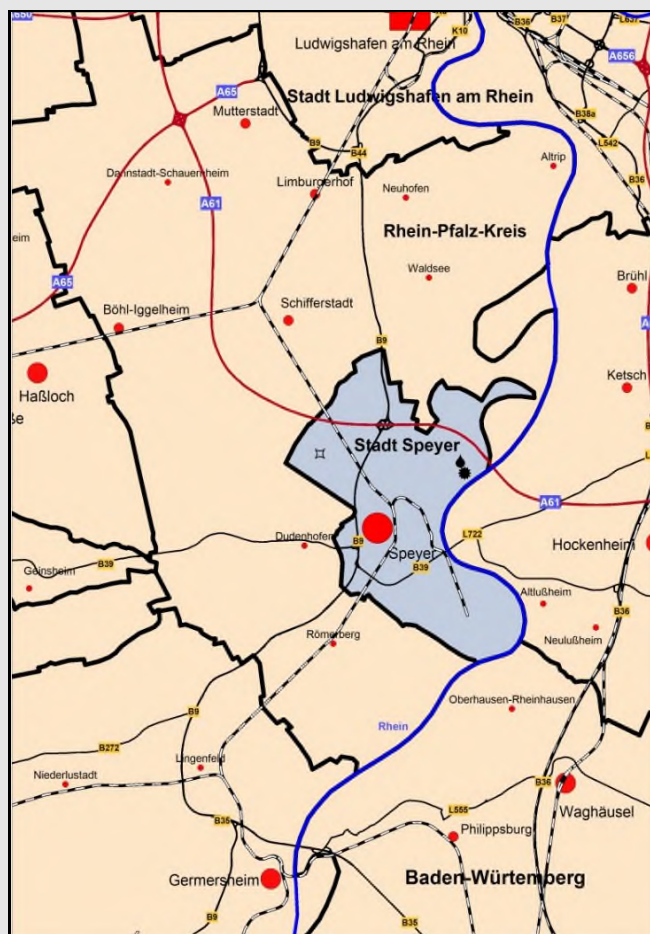 A650
K10
B36
B37
L637
Ludwigshafen am Rhein
A656
A65
Stadt Ludwigshafen am Rhein
Mutterstadt
B38a
B9
B44
L542
Dannstadt-Schauernheim
Limburgerhof
Neuhofen
Altrip
B36
A61
Rhein-Pfalz-Kreis
eim
Waldsee
A65
Brühl
Böhl-Iggelheim
Schifferstadt
B9
Haßloch
Ketsch
ße
Stadt Speyer
A61
Dudenhofen
B9
Speyer
L722
Hockenheim
B39
B39
Geinsheim
Altlußheim
B36
Römerberg
Neulußheim
Oberhausen-Rheinhausen
B9
Rhein
B272
Lingenfeld
Niederlustadt
B36
L555
Waghäusel
B35
Philippsburg
Germersheim
Baden-Würtemberg
B9
B35